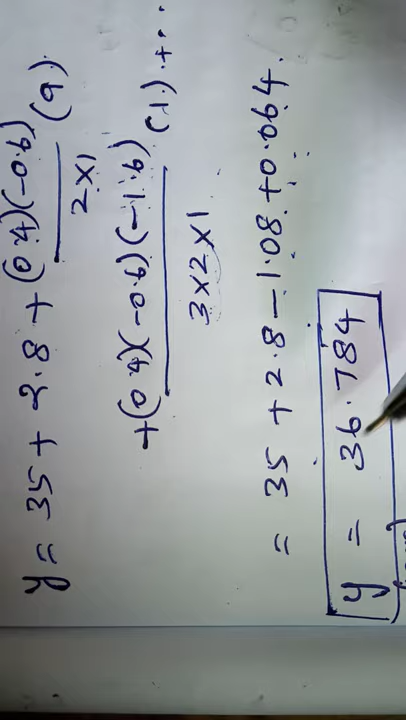 y = 35 + 2.8 + (0.4)(-0.6) (9)
2 X 1
+ (0.4)(-0.6)(-1.6) (1) + ...
3 X 2 X 1
= 35 + 2.8 - 1.08 + 0.064.
y = 36.784